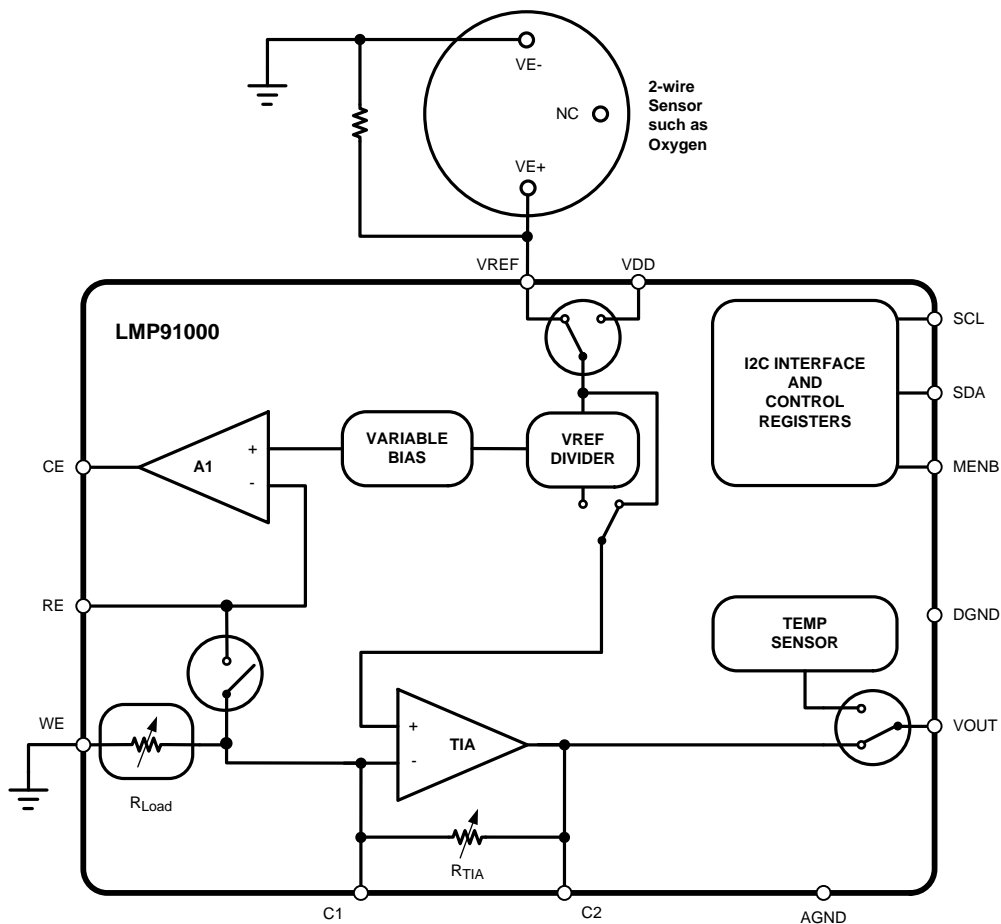 VE-
2-wire
Sensor
such as
Oxygen
NC
VE+
VREF
VDD
LMP91000
SCL
I2C INTERFACE
AND
CONTROL
REGISTERS
SDA
MENB
CE
A1
+
-
VARIABLE
BIAS
VREF
DIVIDER
RE
DGND
TEMP
SENSOR
WE
VOUT
+
-
TIA
RLoad
RTIA
C1
C2
AGND